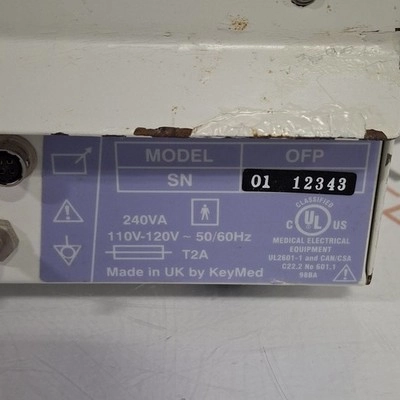 MODEL OFP
SN 01 12343
240VA
110V-120V ~ 50/60Hz
T2A
Made in UK by KeyMed
CLASSIFIED
C UL US
MEDICAL ELECTRICAL
EQUIPMENT
UL2601-1 and CAN/CSA
C22.2 No 601.1
98BA